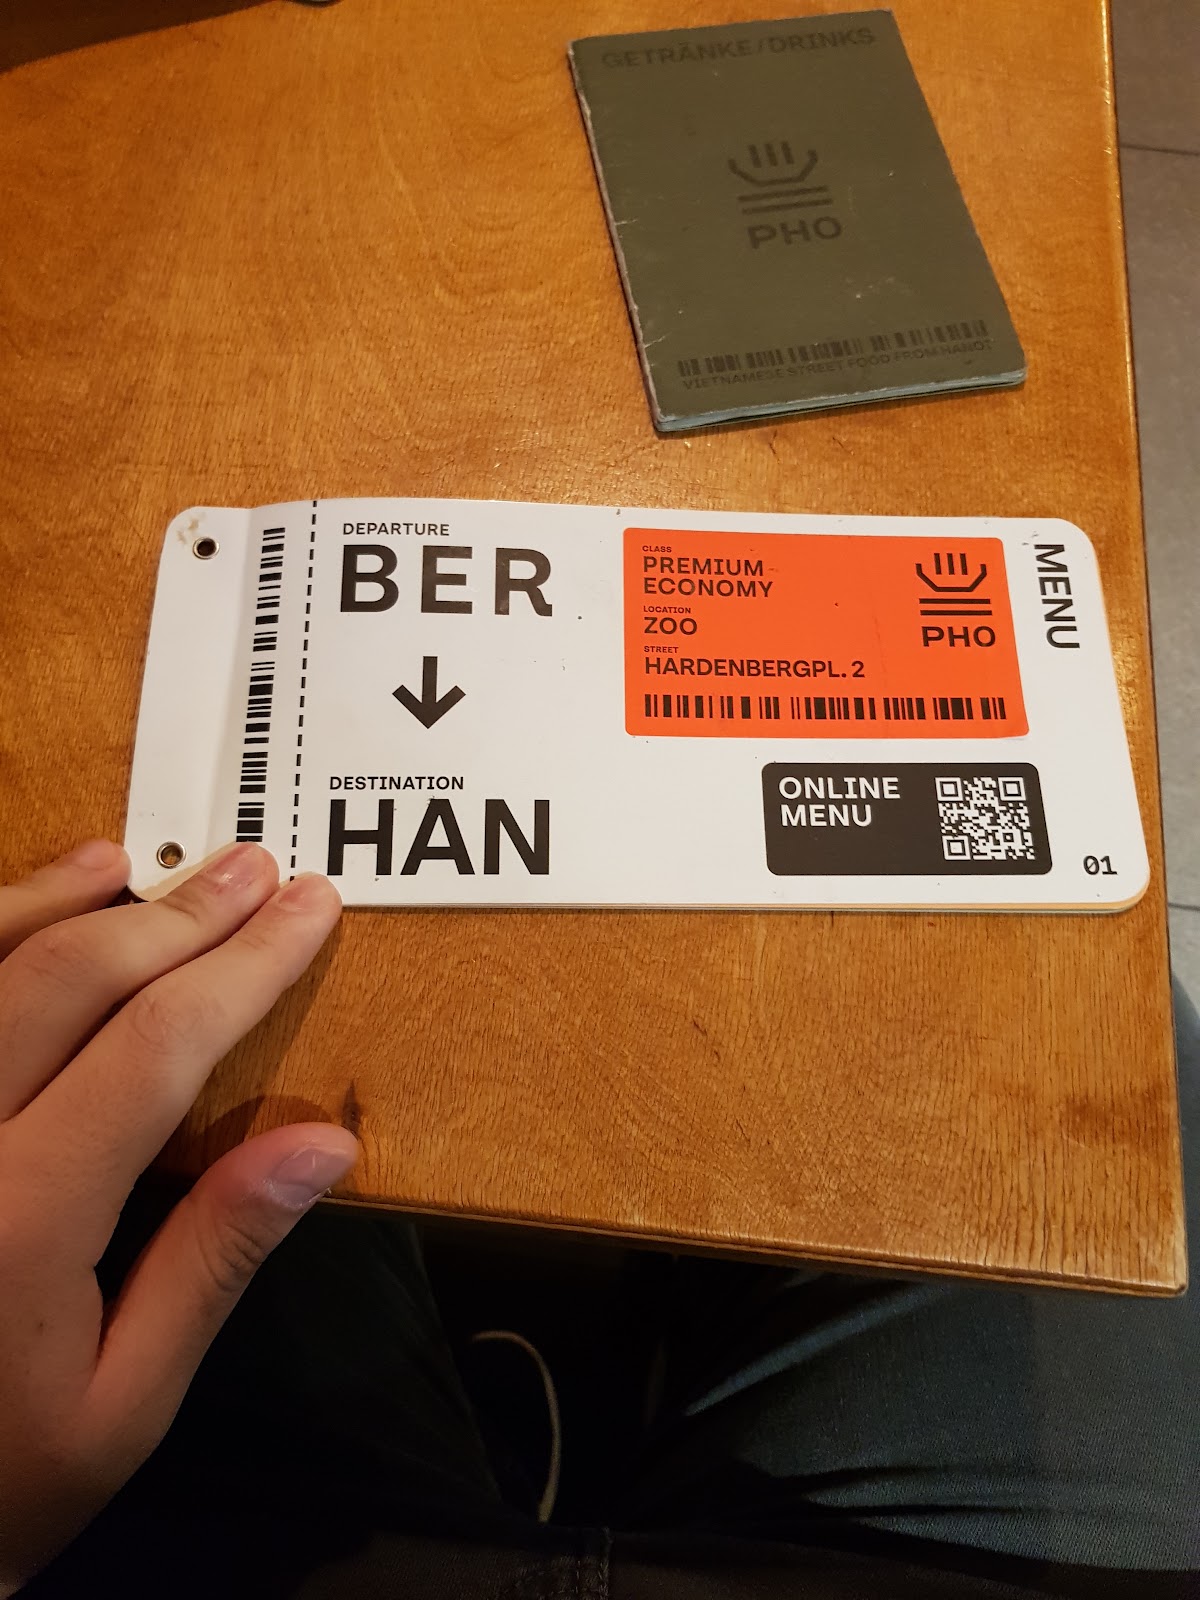 GETRÄNKE/DRINKS
PHO
VIETNAMESE STREET FOOD FROM HANOI
DEPARTURE
BER
DESTINATION
HAN
CLASS
PREMIUM-
ECONOMY
LOCATION
ZOO
STREET
HARDENBERGPL. 2
PHO
MENU
ONLINE
MENU
01